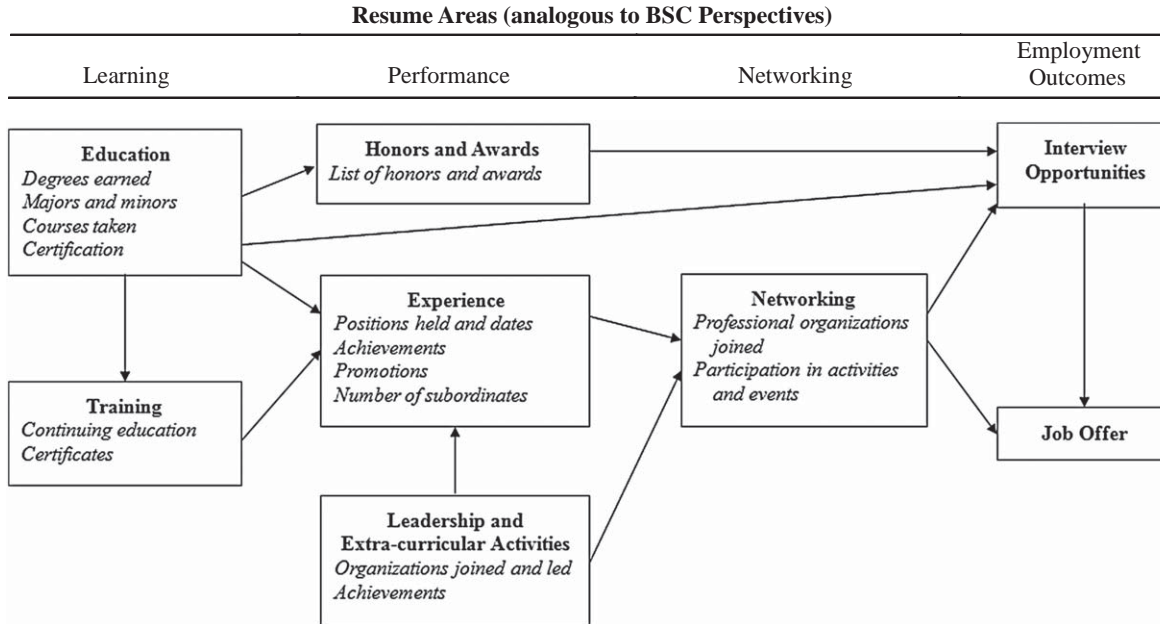 Resume Areas (analogous to BSC Perspectives)
Learning
Performance
Networking
Employment
Outcomes
Education
Degrees earned
Majors and minors
Courses taken
Certification
Honors and Awards
List of honors and awards
Interview
Opportunities
Experience
Positions held and dates
Achievements
Promotions
Number of subordinates
Networking
Professional organizations
joined
Participation in activities
and events
Training
Continuing education
Certificates
Job Offer
Leadership and
Extra-curricular Activities
Organizations joined and led
Achievements